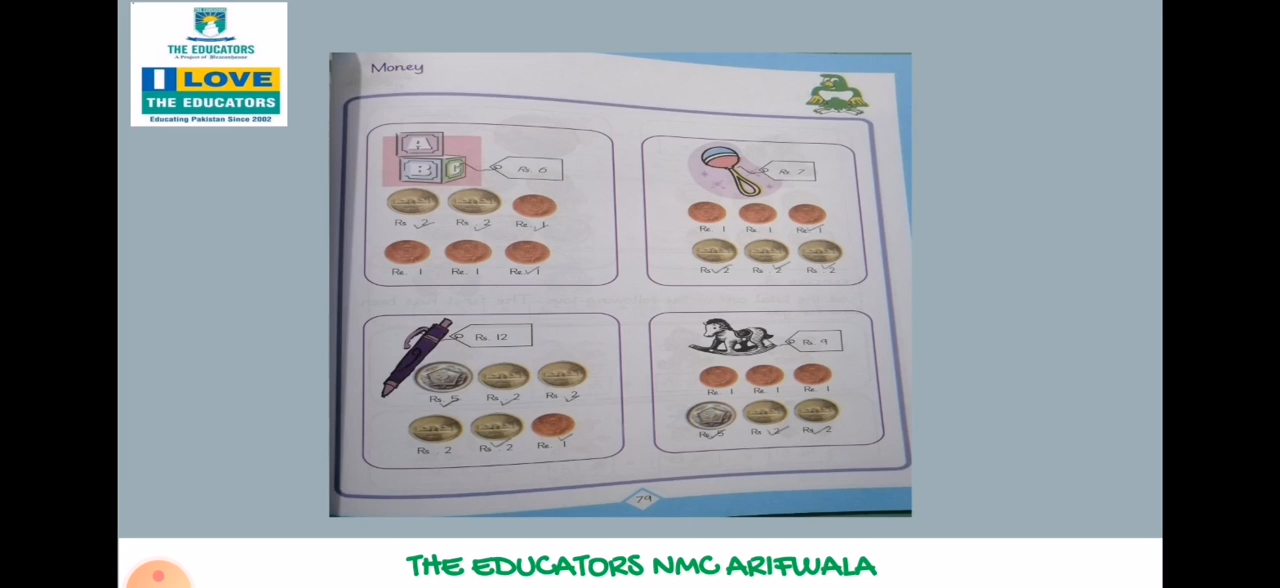 THE EDUCATORS
A Project of Beaconhouse
I LOVE
THE EDUCATORS
Educating Pakistan Since 2002
Money
A
B C
Rs. 6
Rs. 2 Rs. 2 Re. 1
Re. 1 Re. 1 Re. 1
Rs. 7
Re. 1 Re. 1 Re. 1
Rs. 2 Rs. 2 Rs. 2
Rs. 12
Rs. 5 Rs. 2 Rs. 2
Rs. 2 Rs. 2 Re. 1
Rs. 9
Re. 1 Re. 1 Re. 1
Rs. 5 Rs. 2 Rs. 2
79
THE EDUCATORS NMC ARIFWALA